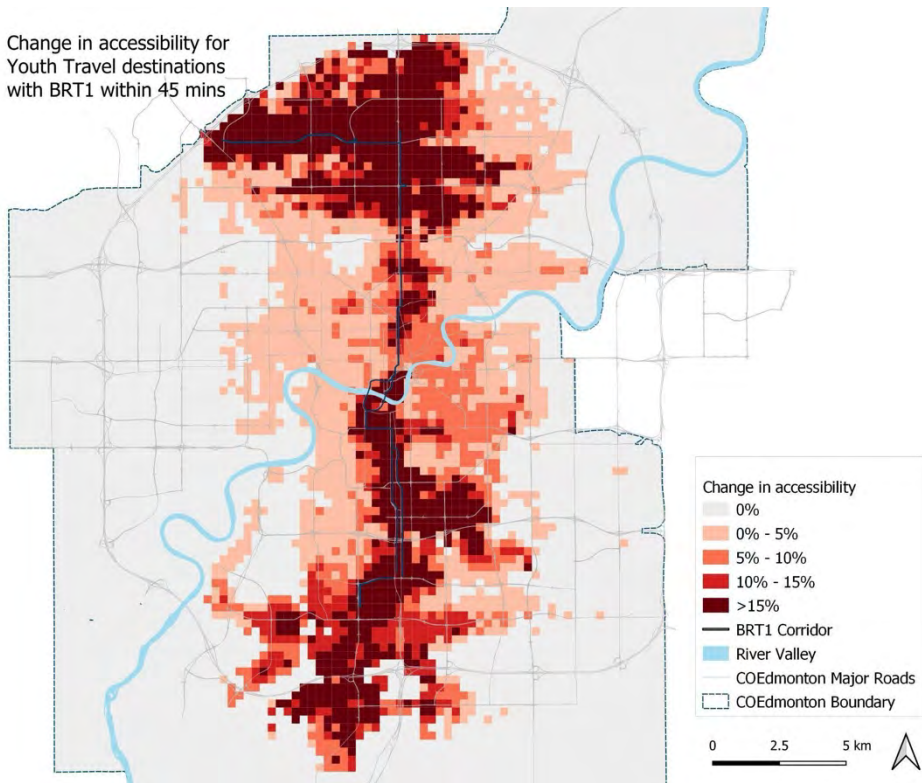 Change in accessibility for
Youth Travel destinations
with BRT1 within 45 mins
Change in accessibility
0%
0% - 5%
5% - 10%
10% - 15%
>15%
BRT1 Corridor
River Valley
COEdmonton Major Roads
COEdmonton Boundary
0 2.5 5 km